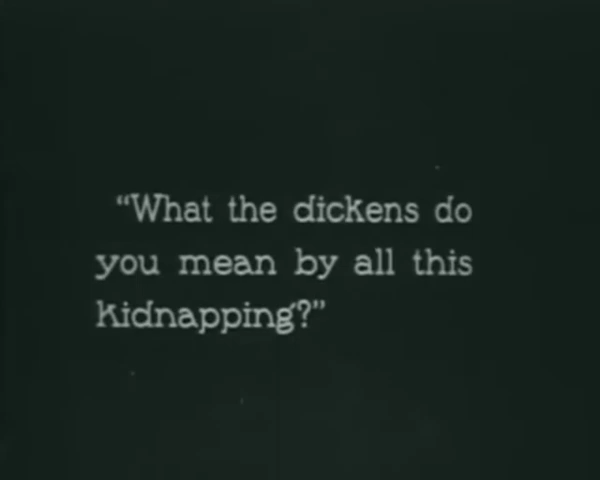 “What the dickens do
you mean by all this
kidnapping?”